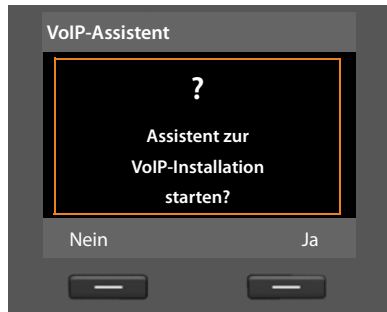 VoIP-Assistent
?
Assistent zur
VoIP-Installation
starten?
Nein Ja